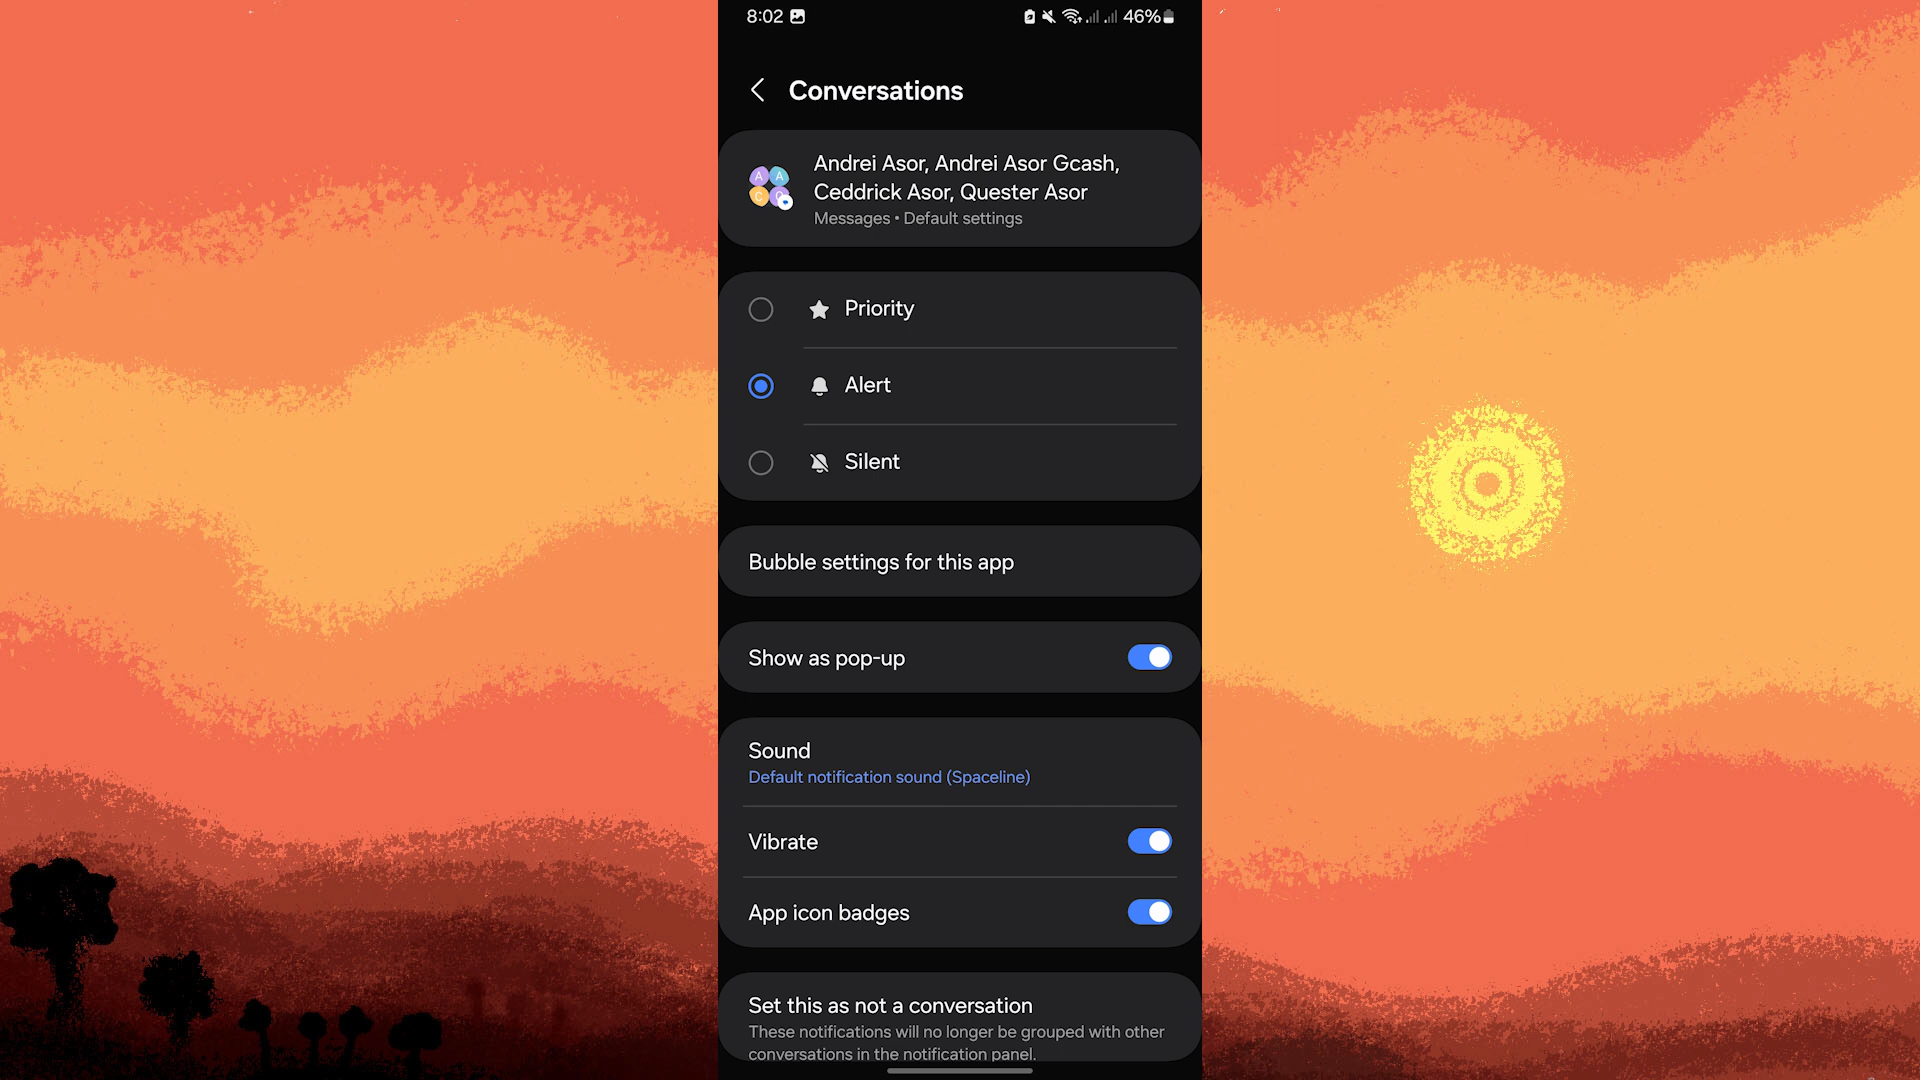 8:02
46%
Conversations
Andrei Asor, Andrei Asor Gcash,
Ceddrick Asor, Quester Asor
A A
C
Messages • Default settings
Priority
Alert
Silent
Bubble settings for this app
Show as pop-up
Sound
Default notification sound (Spaceline)
Vibrate
App icon badges
Set this as not a conversation
These notifications will no longer be grouped with other
conversations in the notification panel.